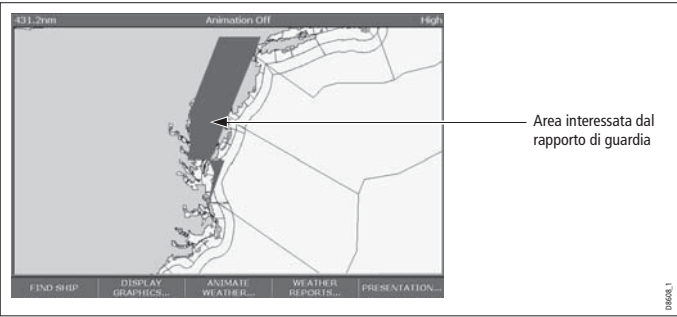 431.2nm Animation Off High
Area interessata dal
rapporto di guardia
FIND SHIP DISPLAY GRAPHICS... ANIMATE WEATHER... WEATHER REPORTS... PRESENTATION...
D8608_1